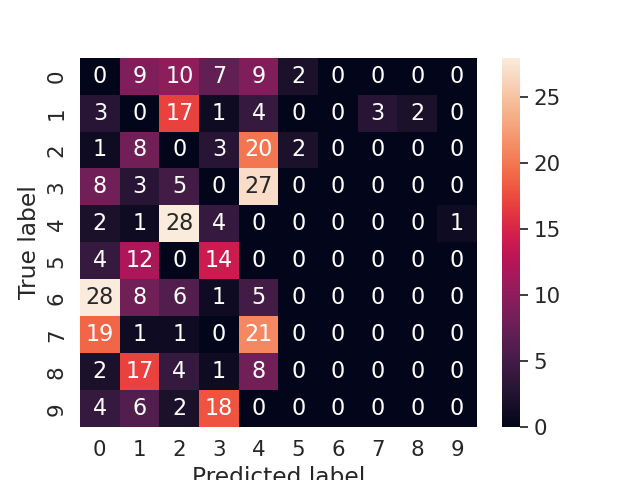 0 0 9 10 7 9 2 0 0 0 0
1 3 0 17 1 4 0 0 3 2 0
2 1 8 0 3 20 2 0 0 0 0
3 8 3 5 0 27 0 0 0 0 0
4 2 1 28 4 0 0 0 0 0 1
5 4 12 0 14 0 0 0 0 0 0
6 28 8 6 1 5 0 0 0 0 0
7 19 1 1 0 21 0 0 0 0 0
8 2 17 4 1 8 0 0 0 0 0
9 4 6 2 18 0 0 0 0 0 0
0 1 2 3 4 5 6 7 8 9
Predicted label
True label
25
20
15
10
5
0